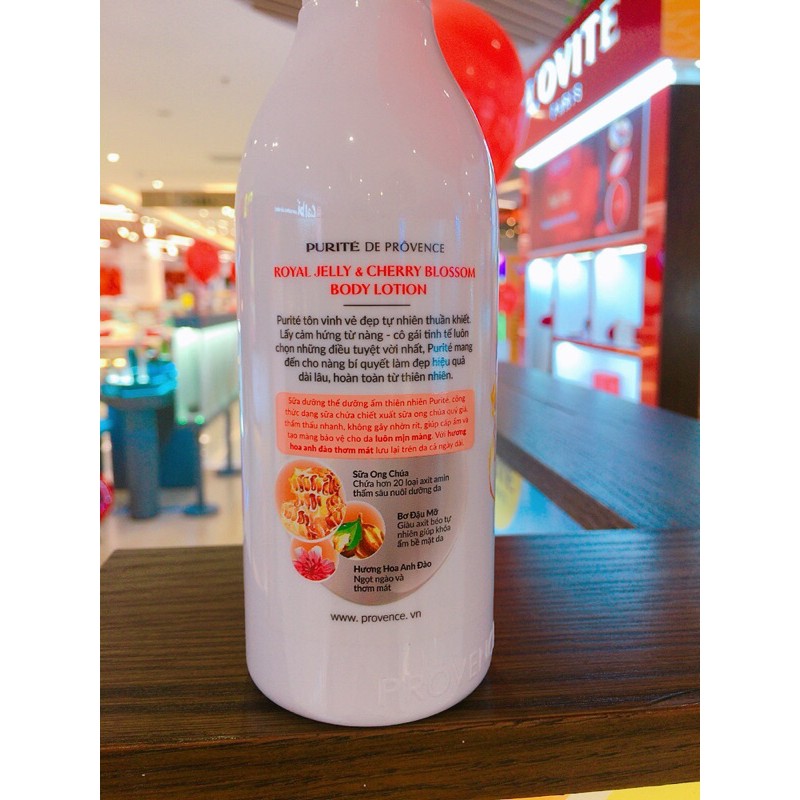 KOVITE
PURITÉ DE PRÔVENCE
ROYAL JELLY & CHERRY BLOSSOM
BODY LOTION
Purité tôn vinh vẻ đẹp tự nhiên thuần khiết.
Lấy cảm hứng từ nàng - cô gái tinh tế luôn
chọn những điều tuyệt vời nhất, Purité mang
đến cho nàng bí quyết làm đẹp hiệu quả
dài lâu, hoàn toàn từ thiên nhiên.
Sữa dưỡng thể dưỡng ẩm thiên nhiên Purité, công
thức dạng sữa chứa chiết xuất sữa ong chúa quý giá,
thẩm thấu nhanh, không gây nhờn rít, giúp cấp ẩm và
tạo màng bảo vệ cho da luôn mịn màng. Với hương
hoa anh đào thơm mát lưu lại trên da cả ngày dài.
Sữa Ong Chúa
Chứa hơn 20 loại axit amin
thấm sâu nuôi dưỡng da
Bơ Đậu Mỡ
Giàu axit béo tự
nhiên giúp khóa
ẩm bề mặt da
Hương Hoa Anh Đào
Ngọt ngào và
thơm mát
www. provence. vn
PROVEN